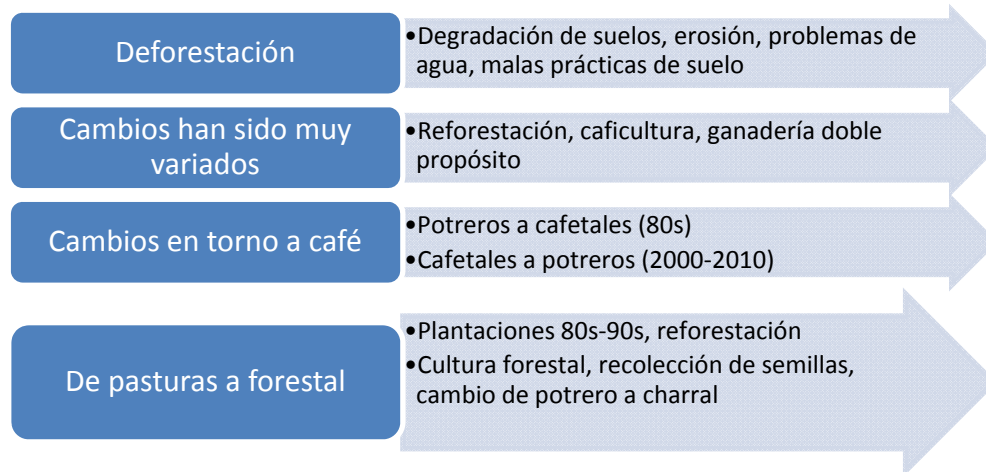 Deforestación
•Degradación de suelos, erosión, problemas de
agua, malas prácticas de suelo
Cambios han sido muy
variados
•Reforestación, caficultura, ganadería doble
propósito
Cambios en torno a café
•Potreros a cafetales (80s)
•Cafetales a potreros (2000-2010)
De pasturas a forestal
•Plantaciones 80s-90s, reforestación
•Cultura forestal, recolección de semillas,
cambio de potrero a charral